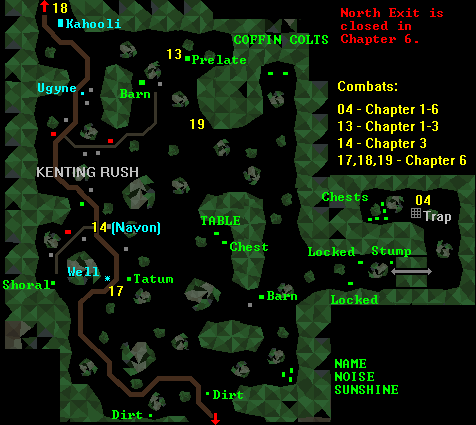 18
Kahooli
North Exit is
closed in
Chapter 6.
COFFIN COLTS
13
Prelate
Ugyne
Barn
Combats:
04 - Chapter 1-6
13 - Chapter 1-3
14 - Chapter 3
17,18,19 - Chapter 6
19
KENTING RUSH
Chests
04
Trap
TABLE
14 (Navon)
Chest
Locked
Stump
Well
Tatum
Shoral
17
Barn
Locked
NAME
NOISE
SUNSHINE
Dirt
Dirt